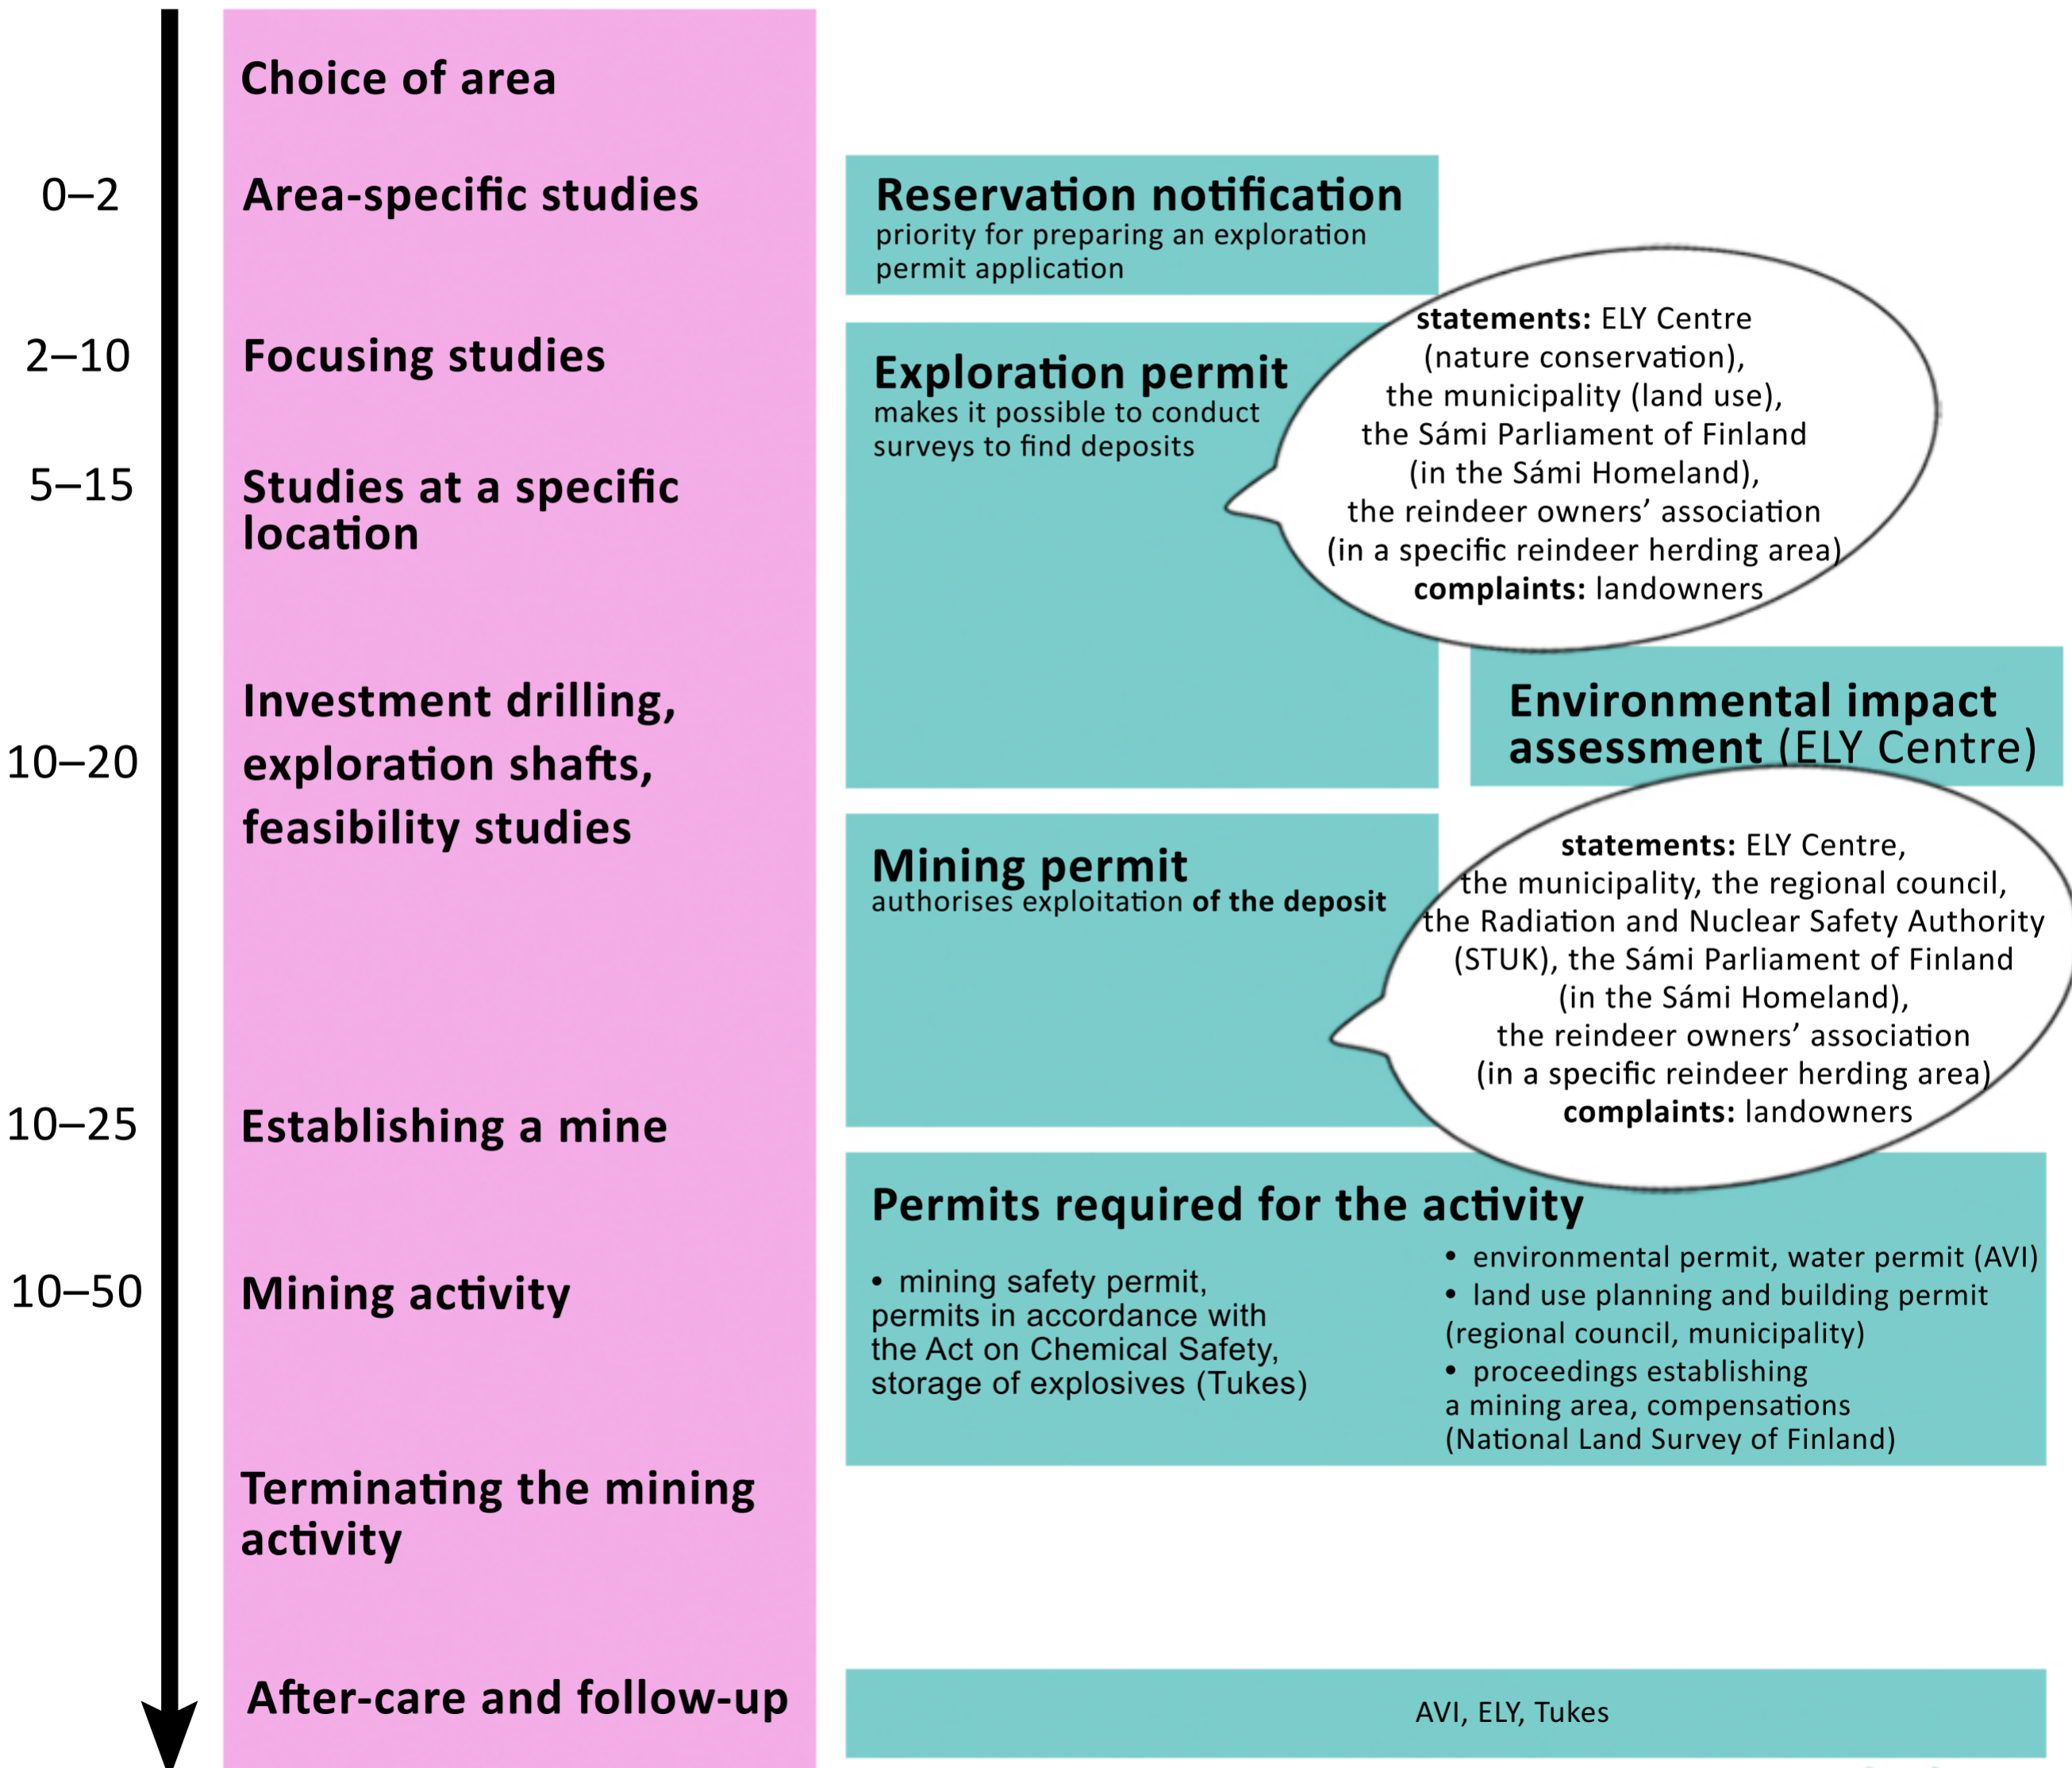 Choice of area
0–2
Area-specific studies
Reservation notification
priority for preparing an exploration
permit application
2–10
Focusing studies
Exploration permit
makes it possible to conduct
surveys to find deposits
statements: ELY Centre
(nature conservation),
the municipality (land use),
the Sámi Parliament of Finland
(in the Sámi Homeland),
the reindeer owners’ association
(in a specific reindeer herding area)
complaints: landowners
5–15
Studies at a specific
location
Environmental impact
assessment (ELY Centre)
10–20
Investment drilling,
exploration shafts,
feasibility studies
Mining permit
authorises exploitation of the deposit
statements: ELY Centre,
the municipality, the regional council,
the Radiation and Nuclear Safety Authority
(STUK), the Sámi Parliament of Finland
(in the Sámi Homeland),
the reindeer owners’ association
(in a specific reindeer herding area)
complaints: landowners
10–25
Establishing a mine
Permits required for the activity
• mining safety permit,
permits in accordance with
the Act on Chemical Safety,
storage of explosives (Tukes)
• environmental permit, water permit (AVI)
• land use planning and building permit
(regional council, municipality)
• proceedings establishing
a mining area, compensations
(National Land Survey of Finland)
10–50
Mining activity
Terminating the mining
activity
After-care and follow-up
AVI, ELY, Tukes